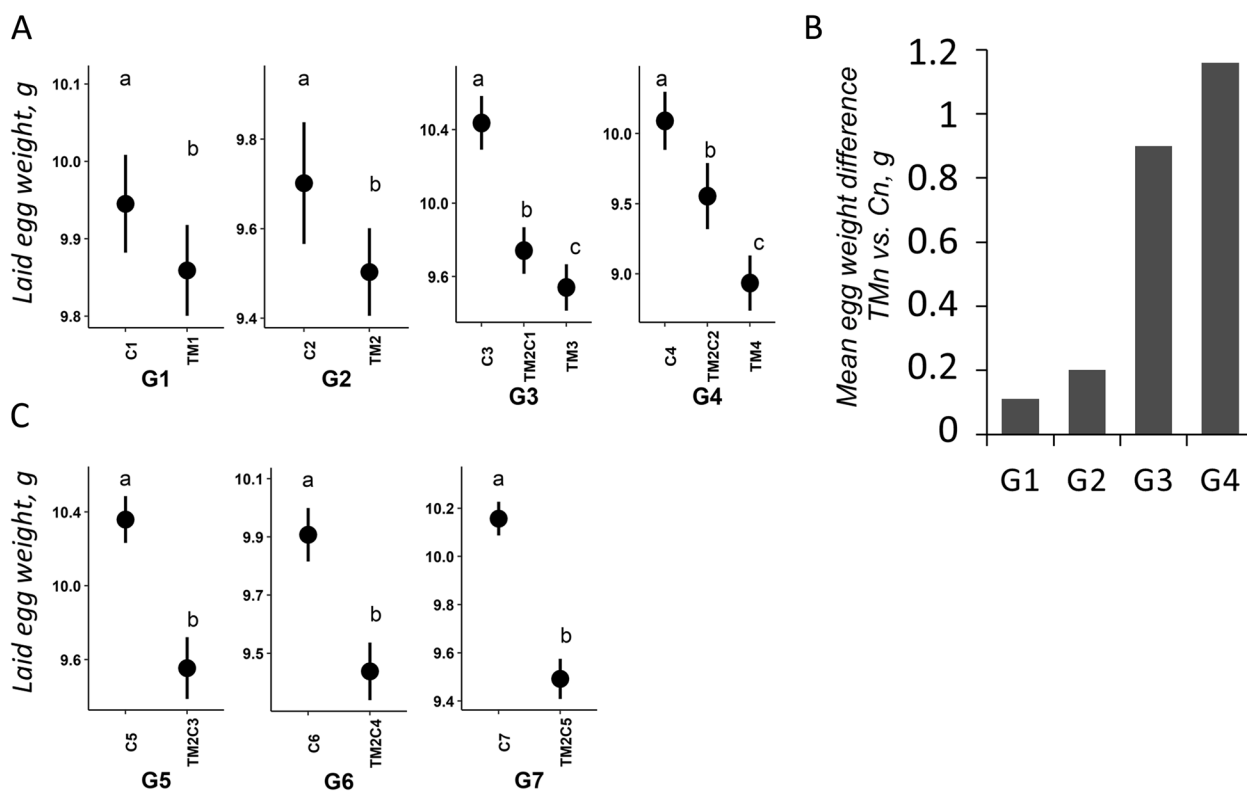 A
Laid egg weight, g
10.1
10.0
9.9
9.8
a
b
C1
TM1
G1
9.8
9.6
9.4
a
b
C2
TM2
G2
10.4
10.0
9.6
a
b
c
C3
TM2C1
TM3
G3
10.0
9.5
9.0
a
b
c
C4
TM2C2
TM4
G4
B
Mean egg weight difference
TMn vs. Cn, g
1.2
1
0.8
0.6
0.4
0.2
0
G1
G2
G3
G4
C
Laid egg weight, g
10.4
10.0
9.6
a
b
C5
TM2C3
G5
10.1
9.9
9.7
9.5
a
b
C6
TM2C4
G6
10.2
10.0
9.8
9.6
9.4
a
b
C7
TM2C5
G7